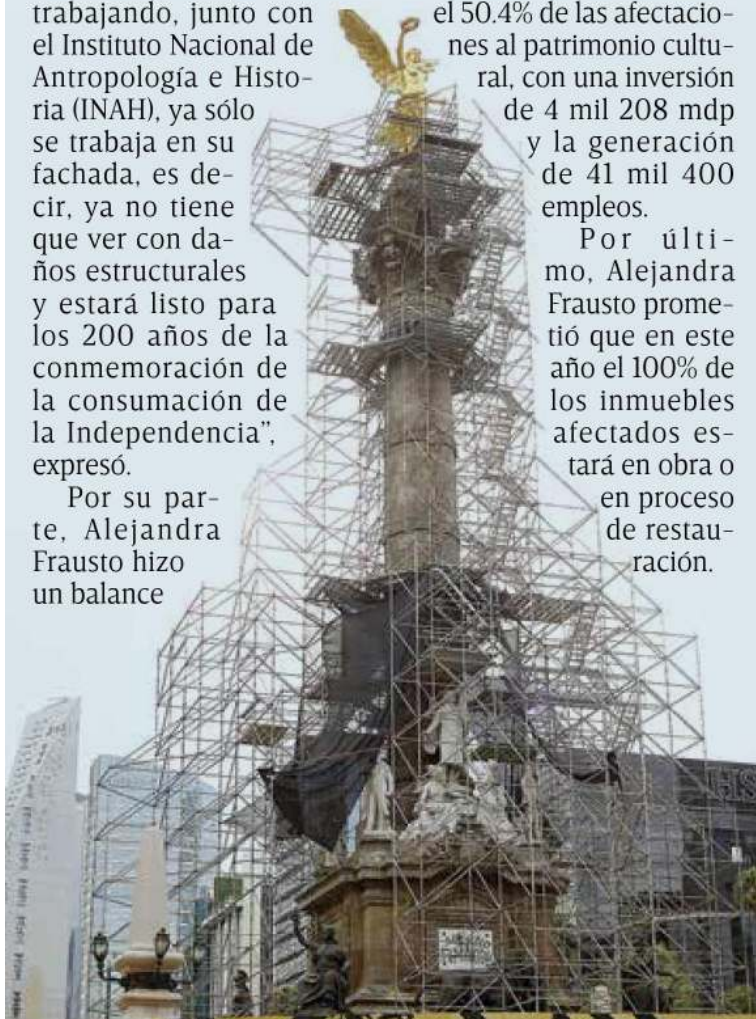 trabajando, junto con
el Instituto Nacional de
Antropología e Histo-
ria (INAH), ya sólo
se trabaja en su
fachada, es de-
cir, ya no tiene
que ver con da-
ños estructurales
y estará listo para
los 200 años de la
conmemoración de
la consumación de
la Independencia”,
expresó.
Por su par-
te, Alejandra
Frausto hizo
un balance
el 50.4% de las afectacio-
nes al patrimonio cultu-
ral, con una inversión
de 4 mil 208 mdp
y la generación
de 41 mil 400
empleos.
Por últi-
mo, Alejandra
Frausto prome-
tió que en este
año el 100% de
los inmuebles
afectados es-
tará en obra o
en proceso
de restau-
ración.